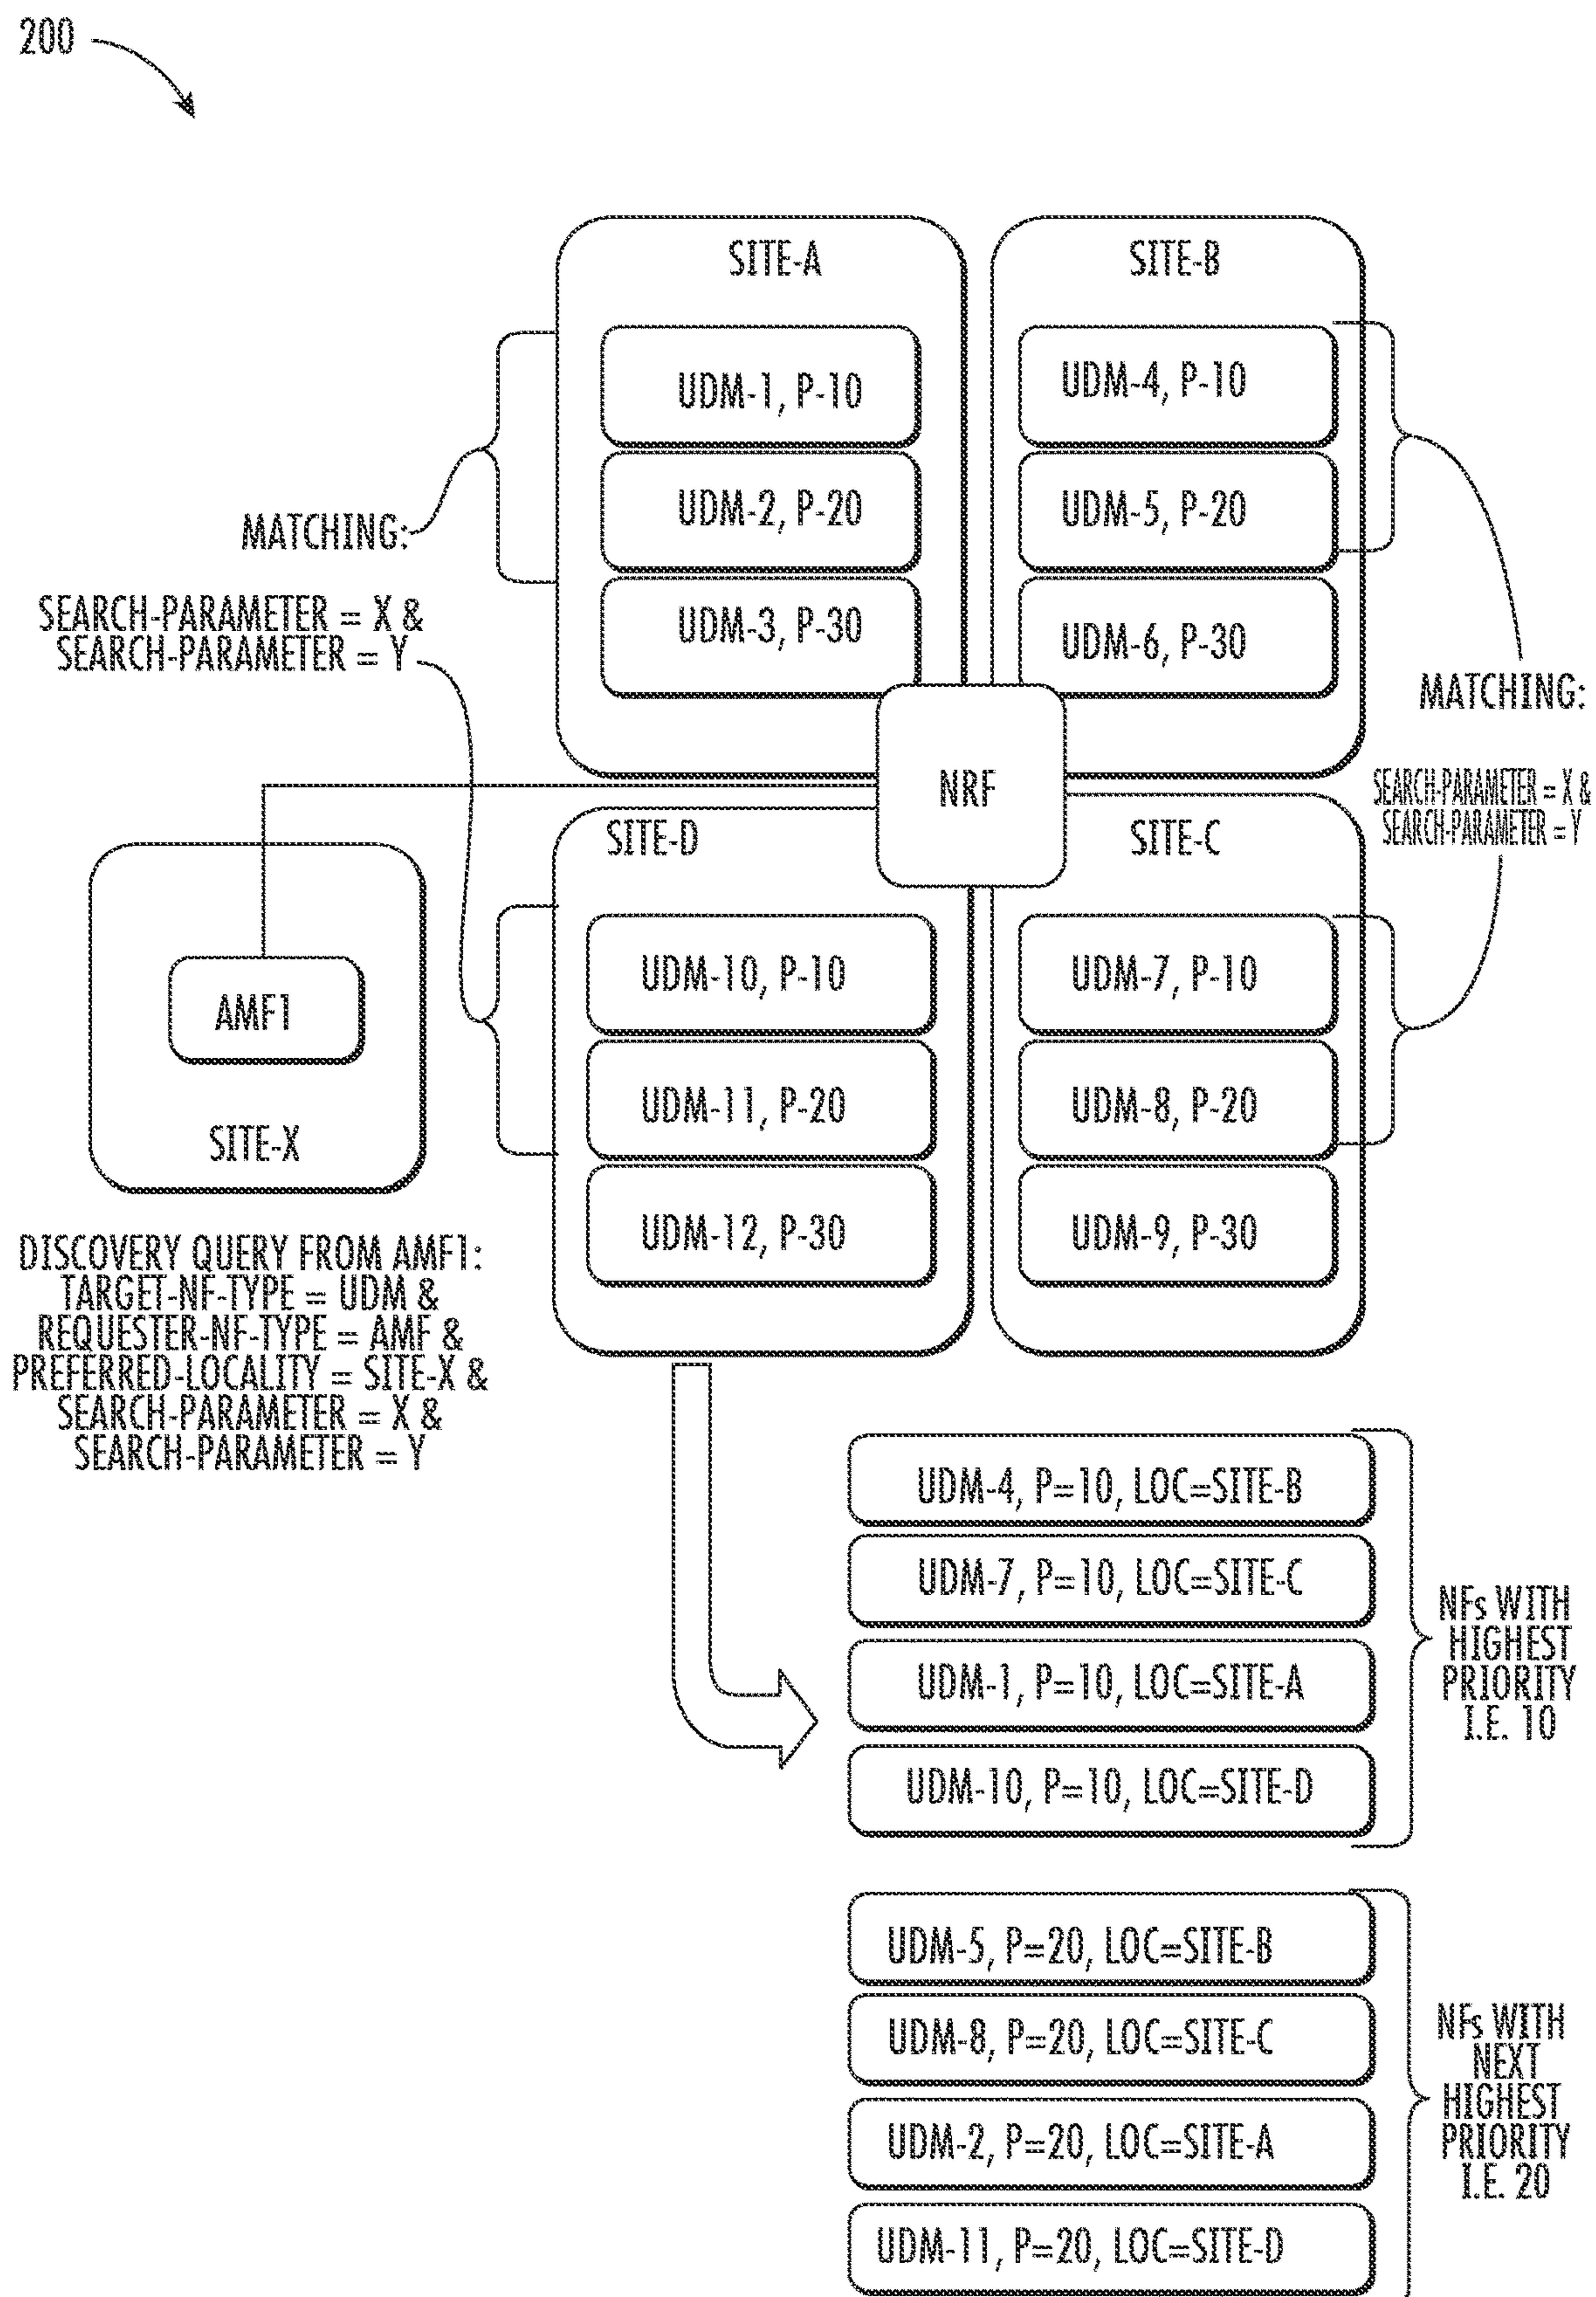 200
SITE-A
UDM-1, P-10
UDM-2, P-20
UDM-3, P-30
SITE-B
UDM-4, P-10
UDM-5, P-20
UDM-6, P-30
MATCHING:
SEARCH-PARAMETER = X &
SEARCH-PARAMETER = Y
MATCHING:
SEARCH-PARAMETER = X &
SEARCH-PARAMETER = Y
NRF
SITE-D
UDM-10, P-10
UDM-11, P-20
UDM-12, P-30
SITE-C
UDM-7, P-10
UDM-8, P-20
UDM-9, P-30
AMF1
SITE-X
DISCOVERY QUERY FROM AMF1:
TARGET-NF-TYPE = UDM &
REQUESTER-NF-TYPE = AMF &
PREFERRED-LOCALITY = SITE-X &
SEARCH-PARAMETER = X &
SEARCH-PARAMETER = Y
UDM-4, P=10, LOC=SITE-B
UDM-7, P=10, LOC=SITE-C
UDM-1, P=10, LOC=SITE-A
UDM-10, P=10, LOC=SITE-D
NFs WITH
HIGHEST
PRIORITY
I.E. 10
UDM-5, P=20, LOC=SITE-B
UDM-8, P=20, LOC=SITE-C
UDM-2, P=20, LOC=SITE-A
UDM-11, P=20, LOC=SITE-D
NFs WITH
NEXT
HIGHEST
PRIORITY
I.E. 20